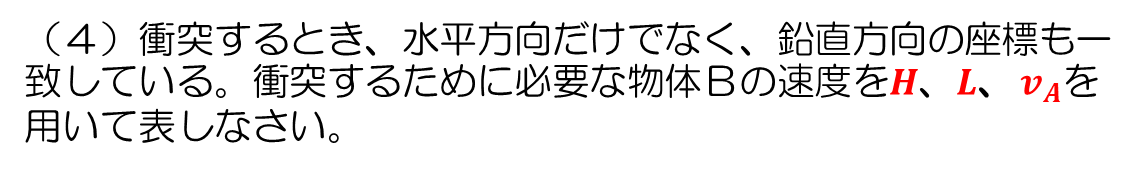 （４）衝突するとき、水平方向だけでなく、鉛直方向の座標も一
致している。衝突するために必要な物体Ｂの速度をH、L、v_Aを
用いて表しなさい。